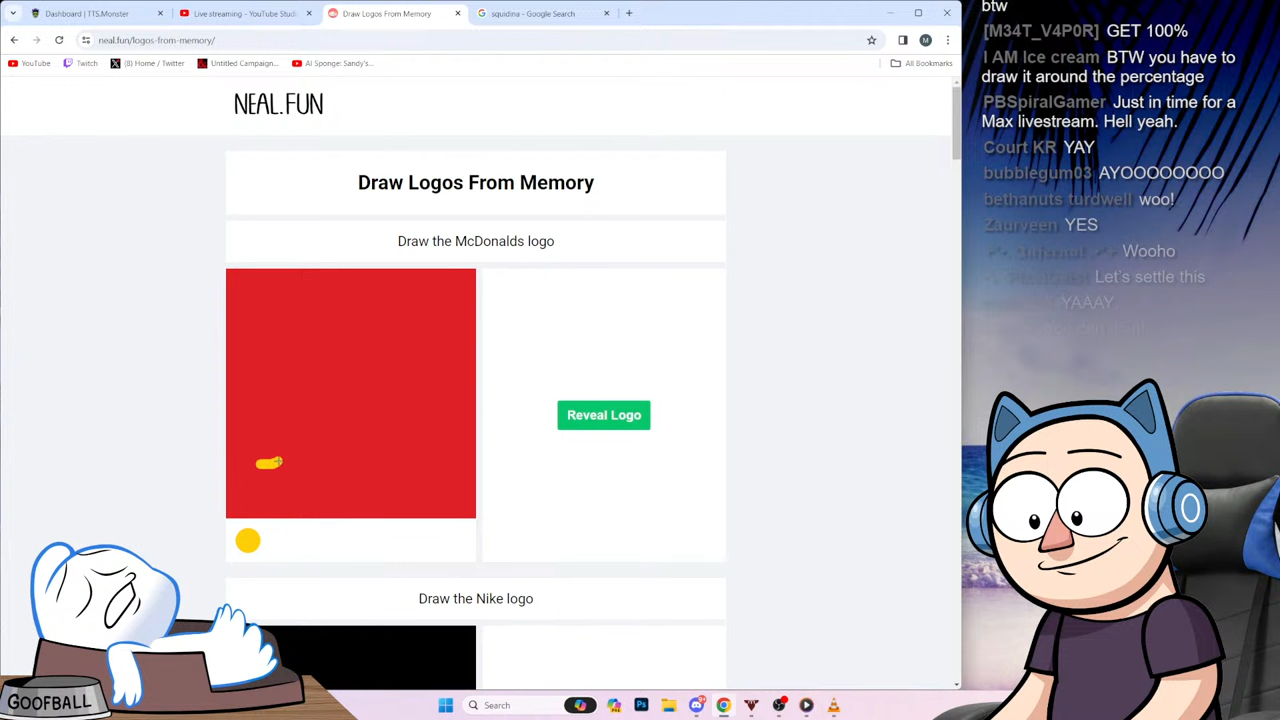 Dashboard | TTS.Monster
Live streaming - YouTube Studi
Draw Logos From Memory
squidina - Google Search
neal.fun/logos-from-memory/
M
YouTube
Twitch
(8) Home / Twitter
Untitled Campaign...
AI Sponge: Sandy's...
All Bookmarks
NEAL.FUN
Draw Logos From Memory
Draw the McDonalds logo
Reveal Logo
Draw the Nike logo
GOOFBALL
Search
Ps
btw
[M34T_V4P0R] GET 100%
I AM Ice cream BTW you have to
draw it around the percentage
PBSpiralGamer Just in time for a
Max livestream. Hell yeah.
Court KR YAY
bubblegum03 AYOOOOOOOO
bethanuts turdwell woo!
Zaurveen YES
Wooho
Let's settle this
YAAAY